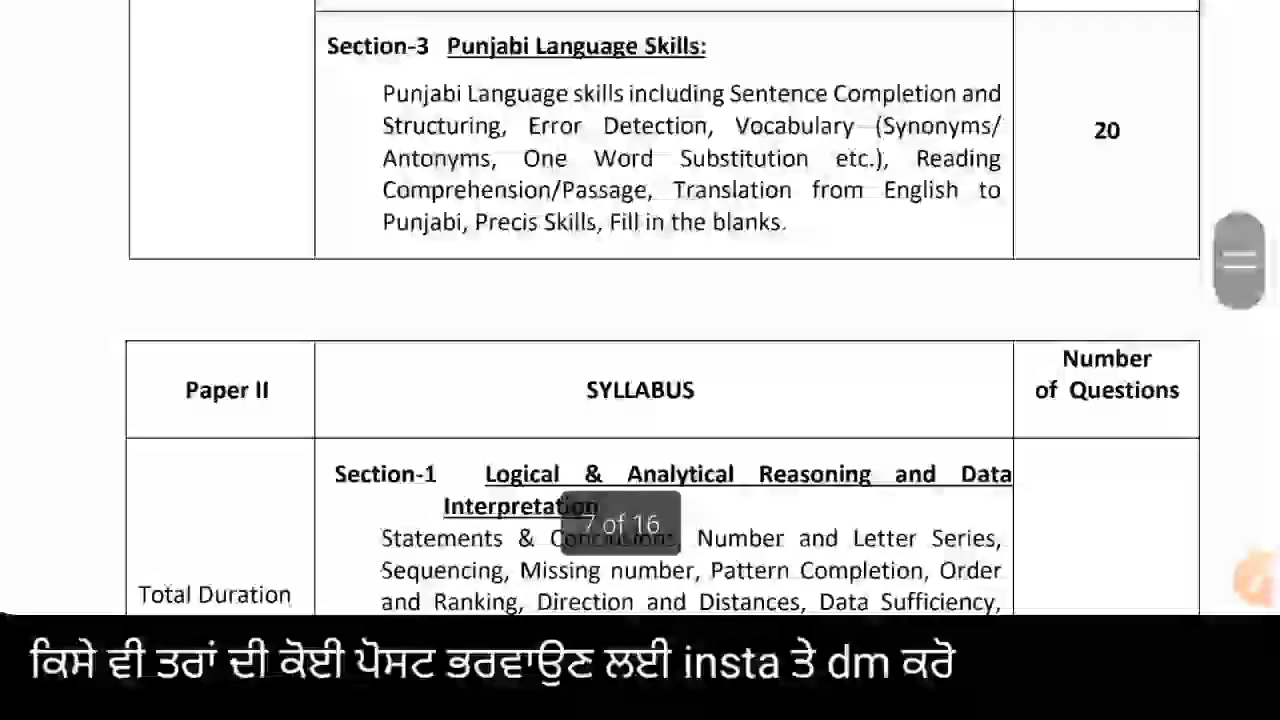 Section-3 Punjabi Language Skills:
Punjabi Language skills including Sentence Completion and
Structuring, Error Detection, Vocabulary (Synonyms/
Antonyms, One Word Substitution etc.), Reading
Comprehension/Passage, Translation from English to
Punjabi, Precis Skills, Fill in the blanks.
20
Paper II
SYLLABUS
Number
of Questions
Section-1 Logical & Analytical Reasoning and Data
Interpretation
7 of 16
Statements & Conclusions, Number and Letter Series,
Sequencing, Missing number, Pattern Completion, Order
and Ranking, Direction and Distances, Data Sufficiency,
Total Duration
ਕਿਸੇ ਵੀ ਤਰਾਂ ਦੀ ਕੋਈ ਪੋਸਟ ਭਰਵਾਉਣ ਲਈ insta ਤੇ dm ਕਰੋ